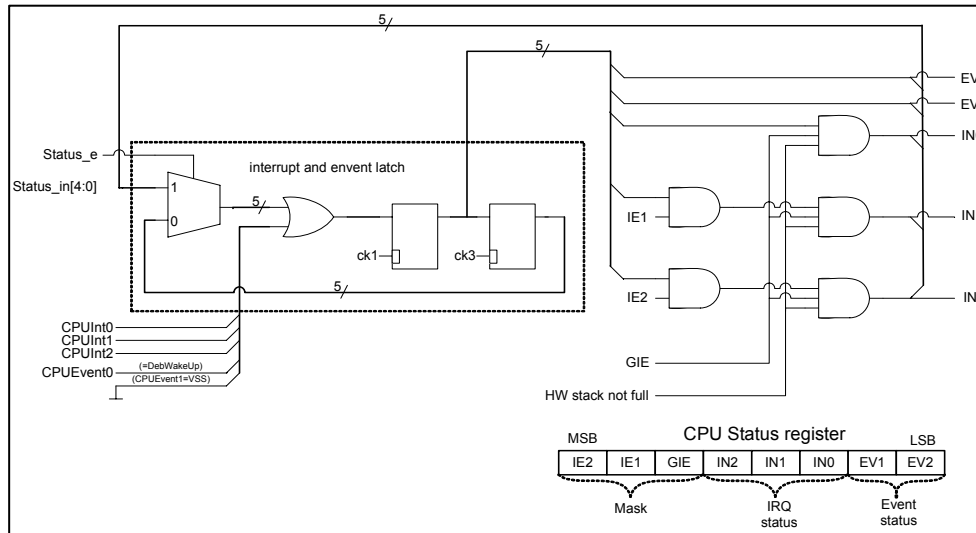 5
5
EV
EV
IN
Status_e
interrupt and envent latch
Status_in[4:0]
1
5
0
IE1
IN
ck1
ck3
5
IE2
IN
CPUInt0
CPUInt1
CPUInt2
GIE
CPUEvent0
(=DebWakeUp)
(CPUEvent1=VSS)
HW stack not full
CPU Status register
MSB
LSB
IE2 IE1 GIE IN2 IN1 IN0 EV1 EV2
Mask
IRQ
status
Event
status